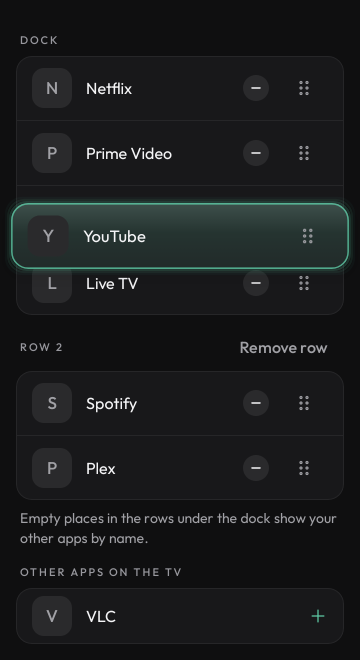 DOCK
N Netflix
P Prime Video
Y YouTube
L Live TV
ROW 2 Remove row
S Spotify
P Plex
Empty places in the rows under the dock show your
other apps by name.
OTHER APPS ON THE TV
V VLC